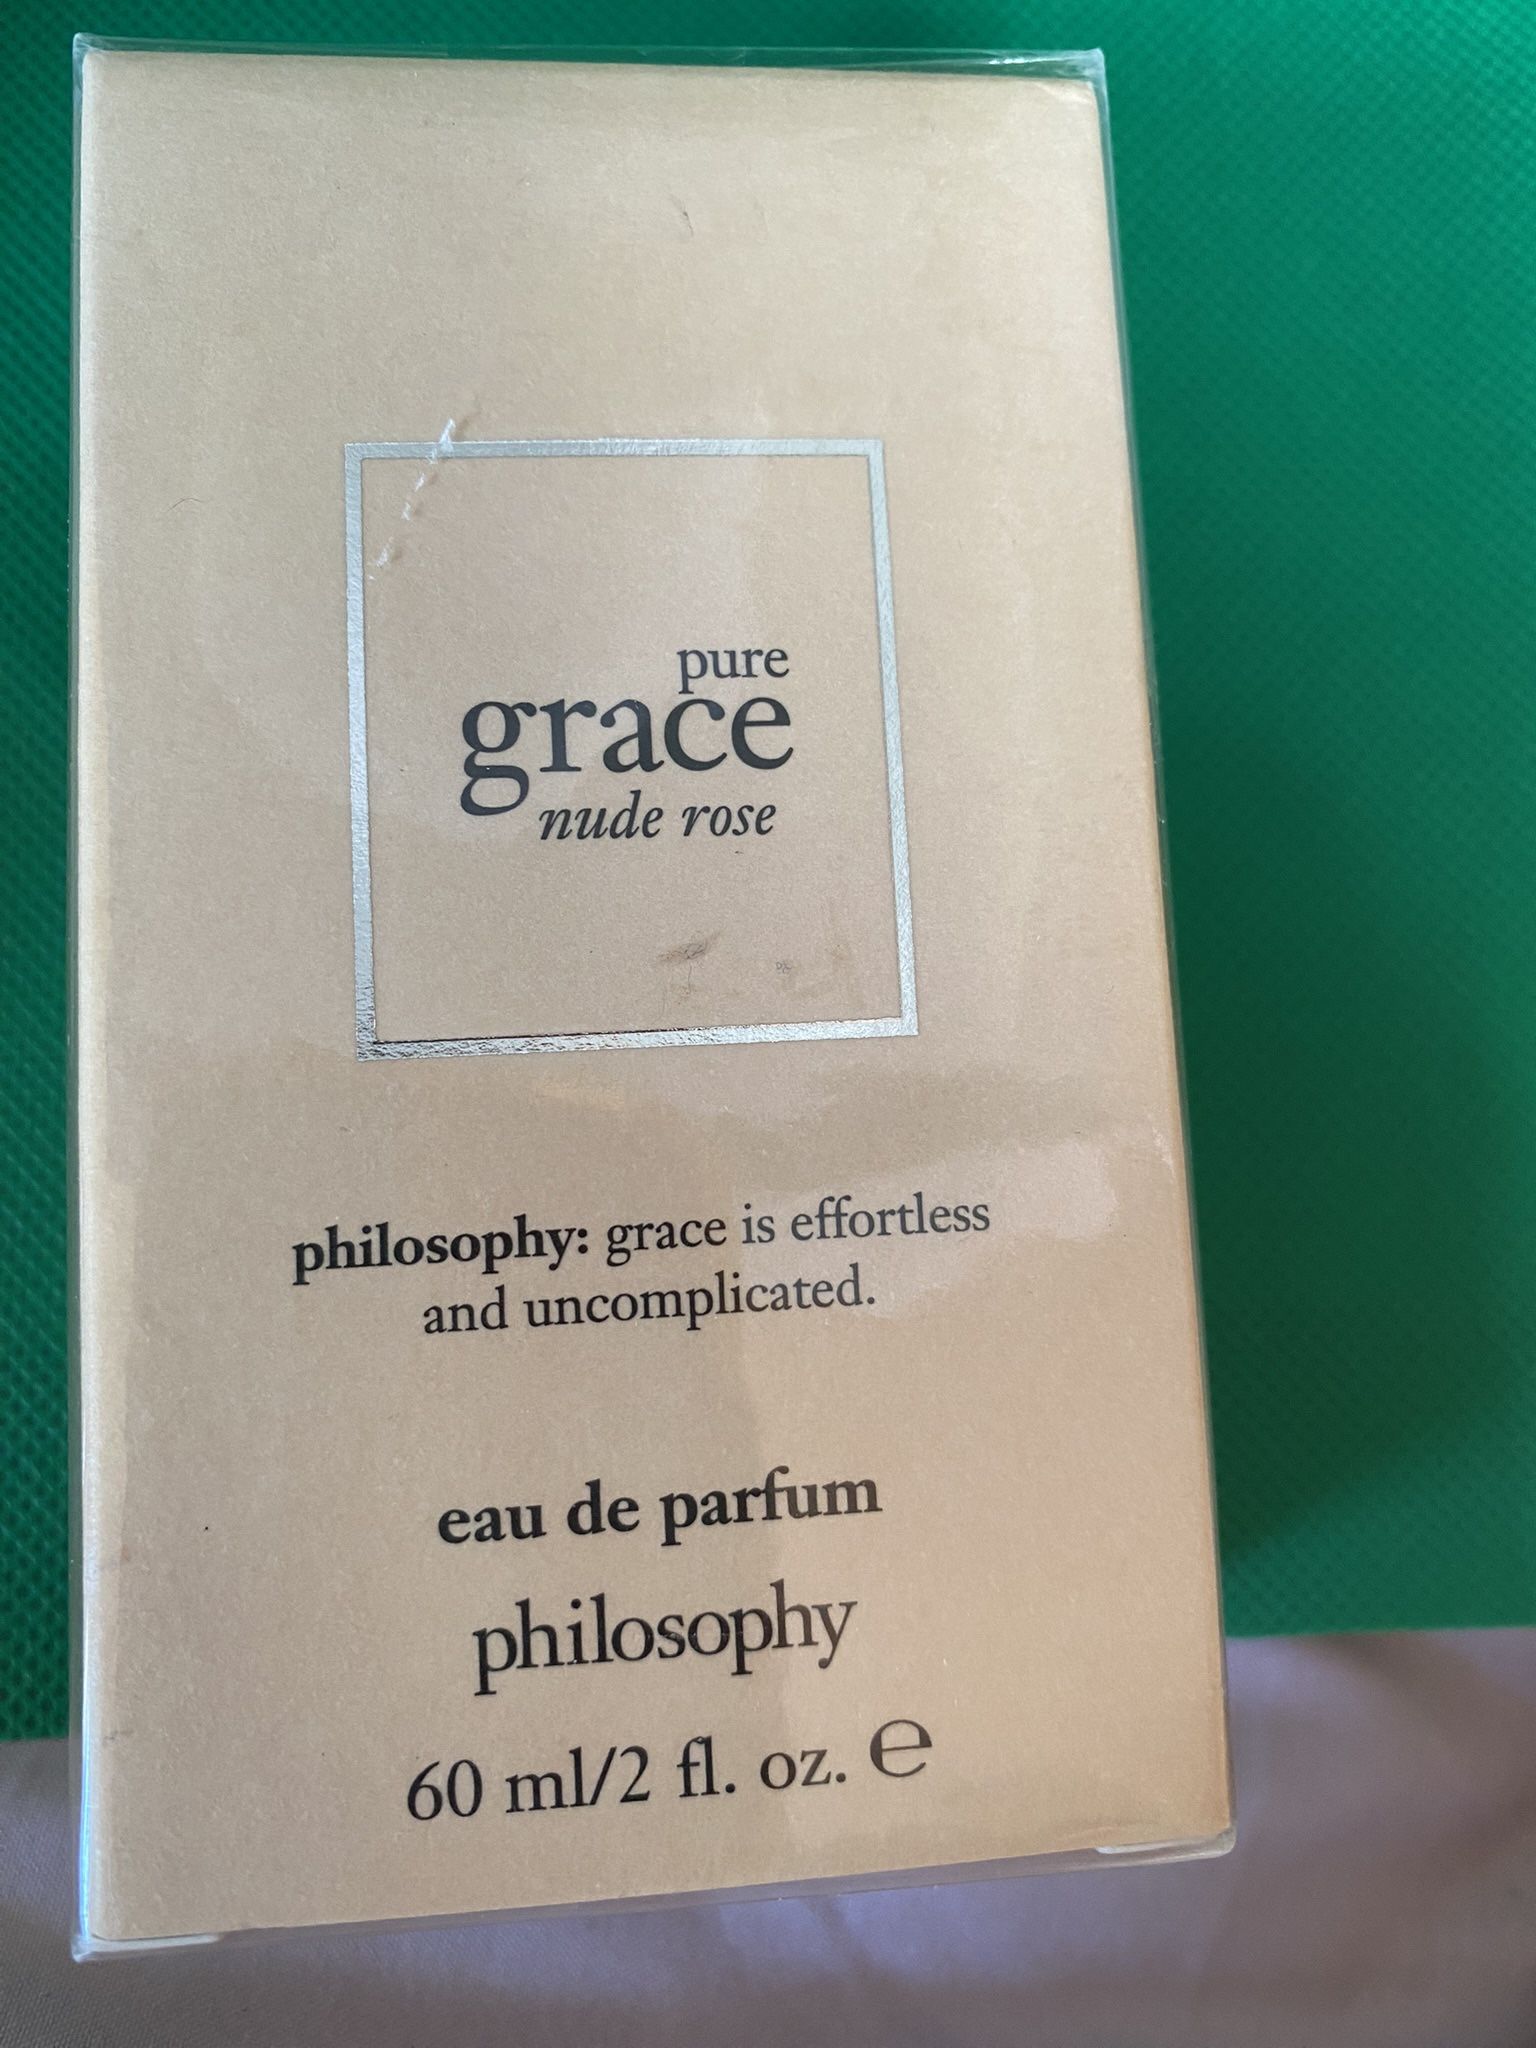 pure
grace
nude rose
philosophy: grace is effortless
and uncomplicated.
eau de parfum
philosophy
60 ml/2 fl. oz. ℮